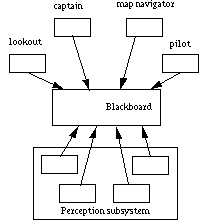 captain
map navigator
lookout
pilot
Blackboard
Perception subsystem